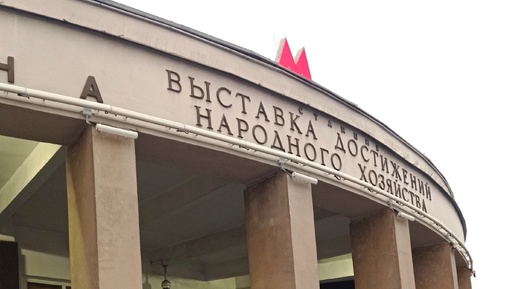 М
Н А
ВЫСТАВКА ДОСТИЖЕНИЙ
НАРОДНОГО ХОЗЯЙСТВА